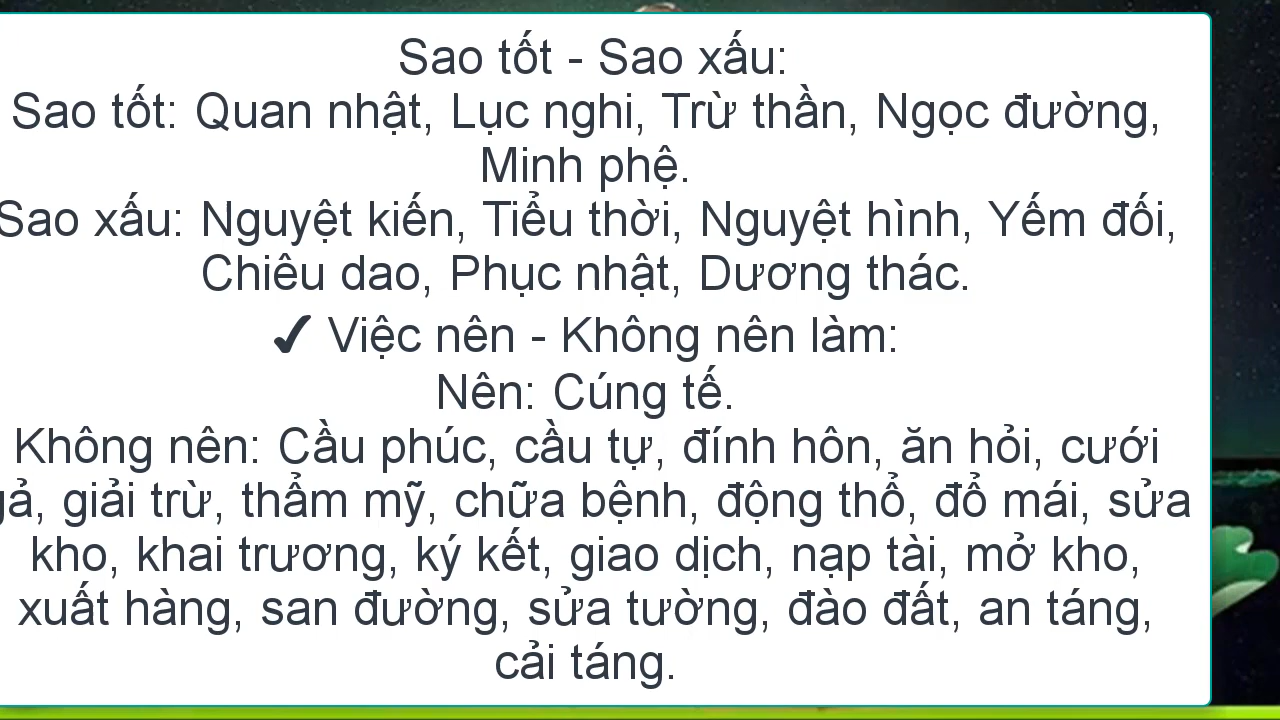 Sao tốt - Sao xấu:
Sao tốt: Quan nhật, Lục nghi, Trừ thần, Ngọc đường,
Minh phệ.
Sao xấu: Nguyệt kiến, Tiểu thời, Nguyệt hình, Yếm đối,
Chiêu dao, Phục nhật, Dương thác.
✔ Việc nên - Không nên làm:
Nên: Cúng tế.
Không nên: Cầu phúc, cầu tự, đính hôn, ăn hỏi, cưới
gả, giải trừ, thẩm mỹ, chữa bệnh, động thổ, đổ mái, sửa
kho, khai trương, ký kết, giao dịch, nạp tài, mở kho,
xuất hàng, san đường, sửa tường, đào đất, an táng,
cải táng.